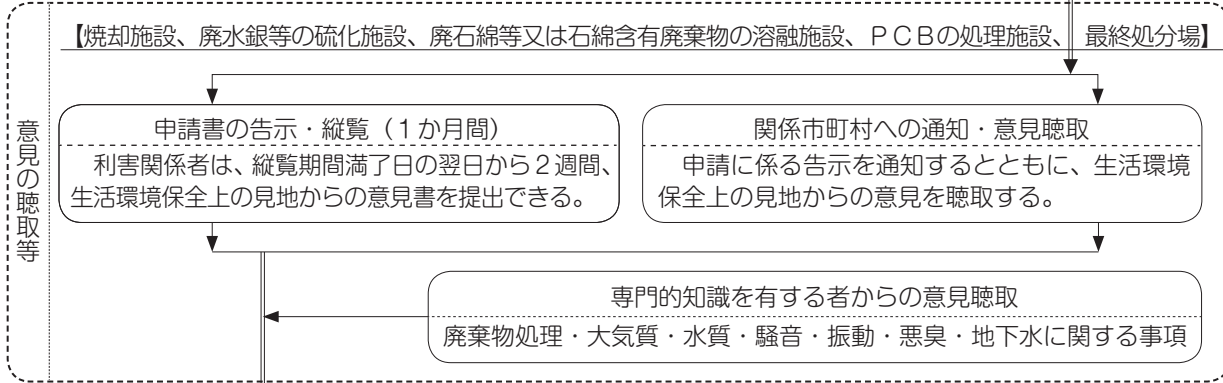 【焼却施設、廃水銀等の硫化施設、廃石綿等又は石綿含有廃棄物の溶融施設、ＰＣＢの処理施設、最終処分場】
意見の聴取等
申請書の告示・縦覧（１か月間）
利害関係者は、縦覧期間満了日の翌日から２週間、
生活環境保全上の見地からの意見書を提出できる。
関係市町村への通知・意見聴取
申請に係る告示を通知するとともに、生活環境
保全上の見地からの意見を聴取する。
専門的知識を有する者からの意見聴取
廃棄物処理・大気質・水質・騒音・振動・悪臭・地下水に関する事項